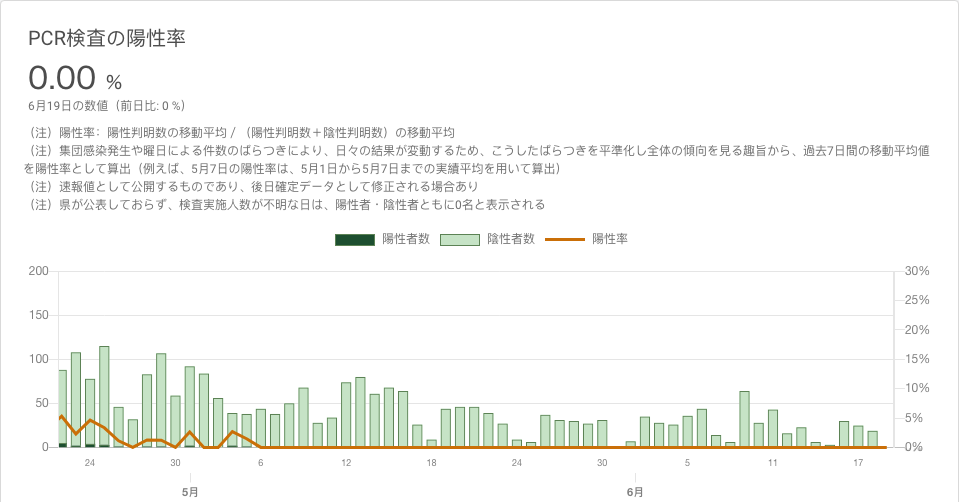 PCR検査の陽性率
0.00 %
6月19日の数値（前日比: 0 %）
（注）陽性率：陽性判明数の移動平均 / （陽性判明数＋陰性判明数）の移動平均
（注）集団感染発生や曜日による件数のばらつきにより、日々の結果が変動するため、こうしたばらつきを平準化し全体の傾向を見る趣旨から、過去7日間の移動平均値
を陽性率として算出（例えば、5月7日の陽性率は、5月1日から5月7日までの実績平均を用いて算出）
（注）速報値として公開するものであり、後日確定データとして修正される場合あり
（注）県が公表しておらず、検査実施人数が不明な日は、陽性者・陰性者ともに0名と表示される
陽性者数 陰性者数 陽性率
200 30%
25%
150
20%
100 15%
10%
50
5%
0 0%
24 30 6 12 18 24 30 5 11 17
5月 6月